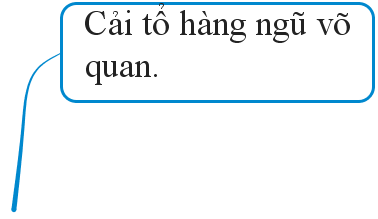 Cải tổ hàng ngũ võ
quan.